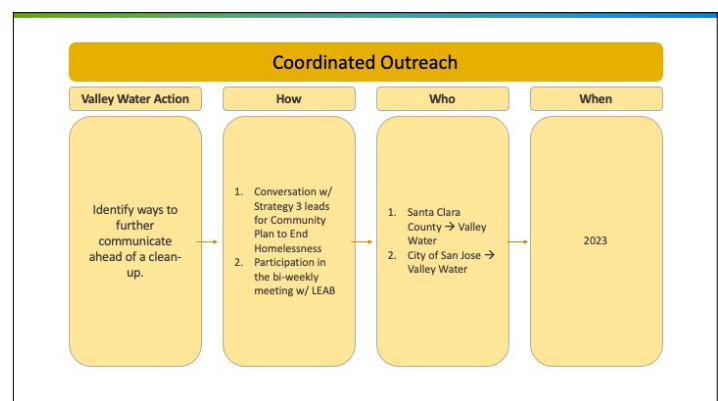 Coordinated Outreach
Valley Water Action
Identify ways to
further
communicate
ahead of a clean-
up.
How
1. Conversation w/
Strategy 3 leads
for Community
Plan to End
Homelessness
2. Participation in
the bi-weekly
meeting w/ LEAB
Who
1. Santa Clara
County → Valley
Water
2. City of San Jose →
Valley Water
When
2023